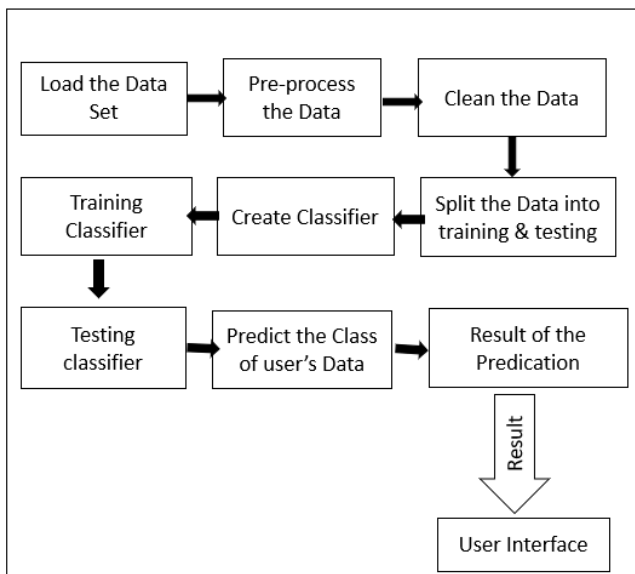 Load the Data
Set
Pre-process
the Data
Clean the Data
Split the Data into
training & testing
Create Classifier
Training
Classifier
Testing
classifier
Predict the Class
of user's Data
Result of the
Predication
Result
User Interface